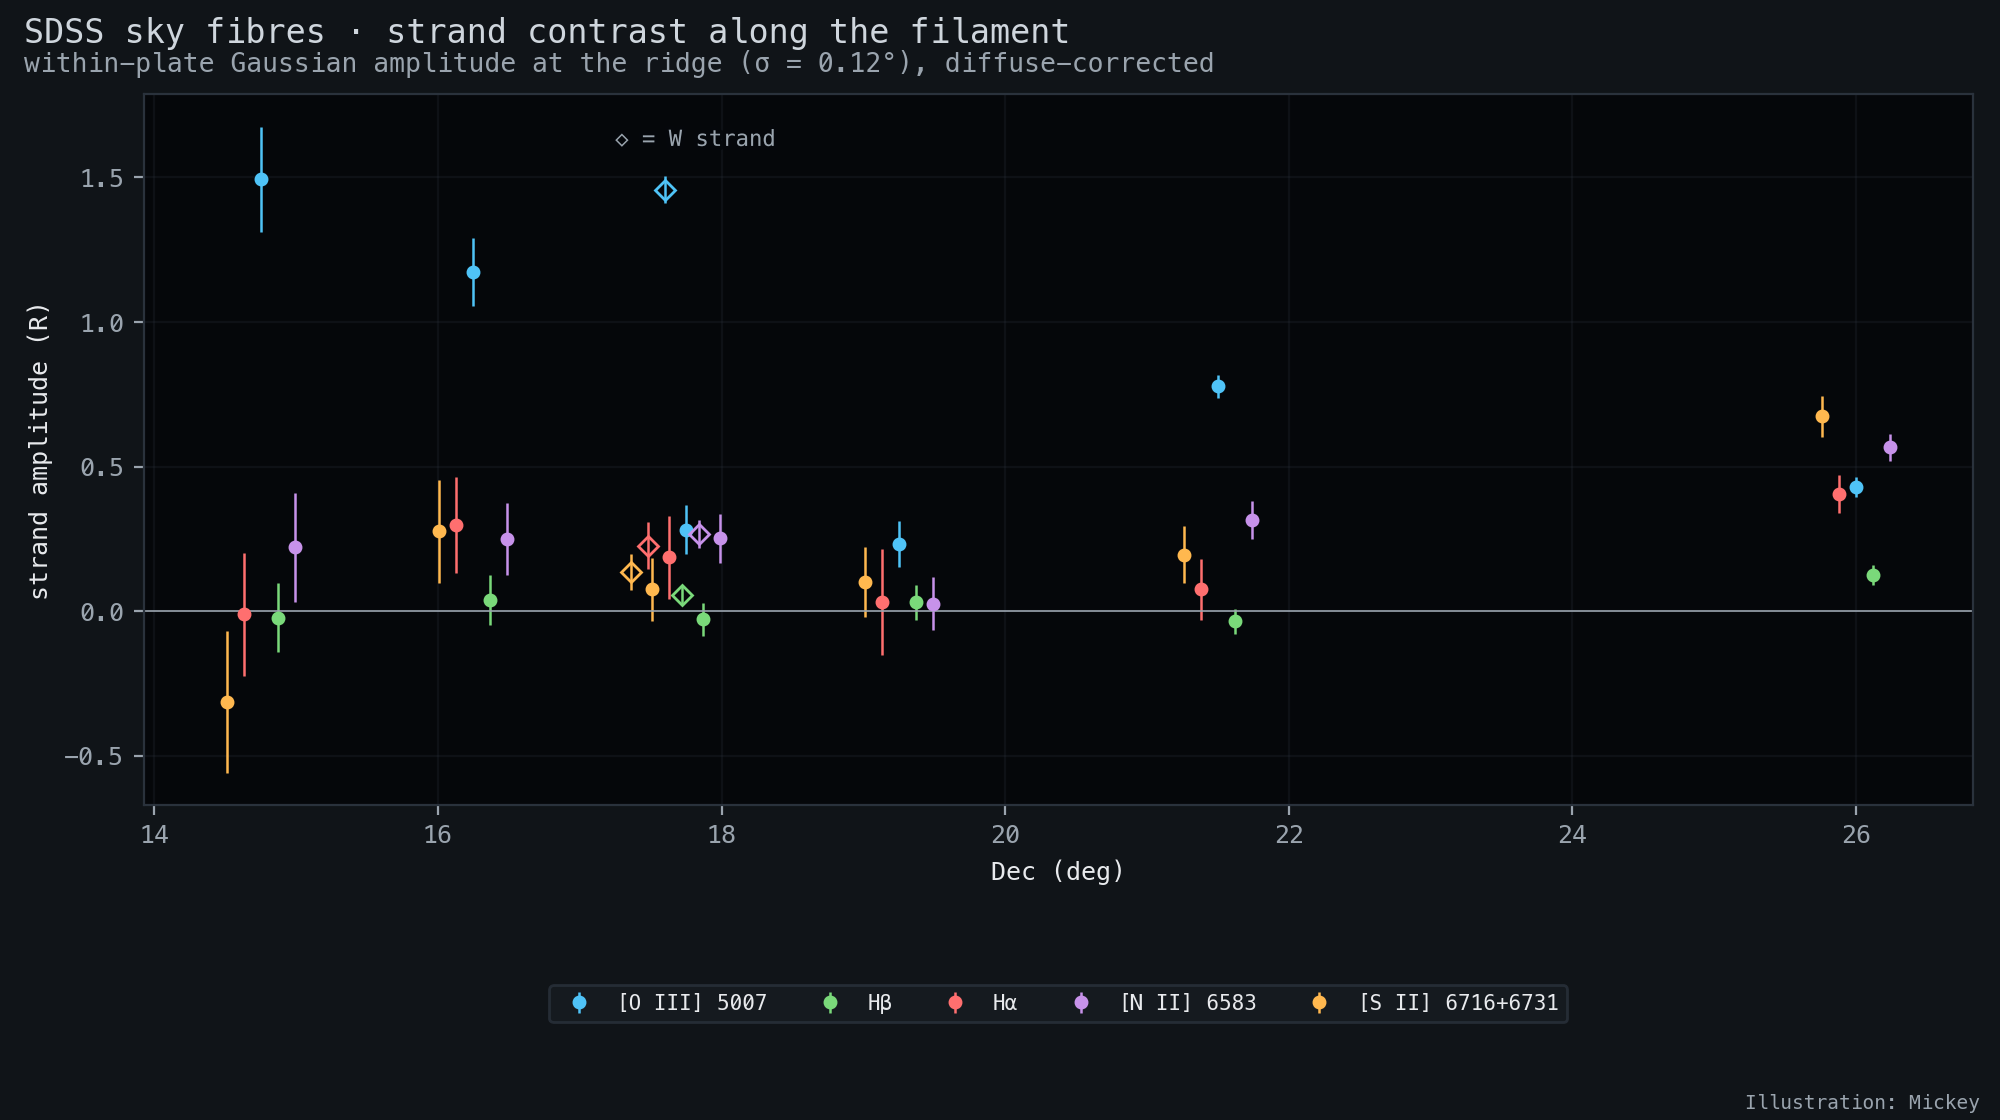 SDSS sky fibres · strand contrast along the filament
within−plate Gaussian amplitude at the ridge (σ = 0.12°), diffuse−corrected
◇ = W strand
strand amplitude (R)
1.5
1.0
0.5
0.0
−0.5
14 16 18 20 22 24 26
Dec (deg)
[O III] 5007 Hβ Hα [N II] 6583 [S II] 6716+6731
Illustration: Mickey